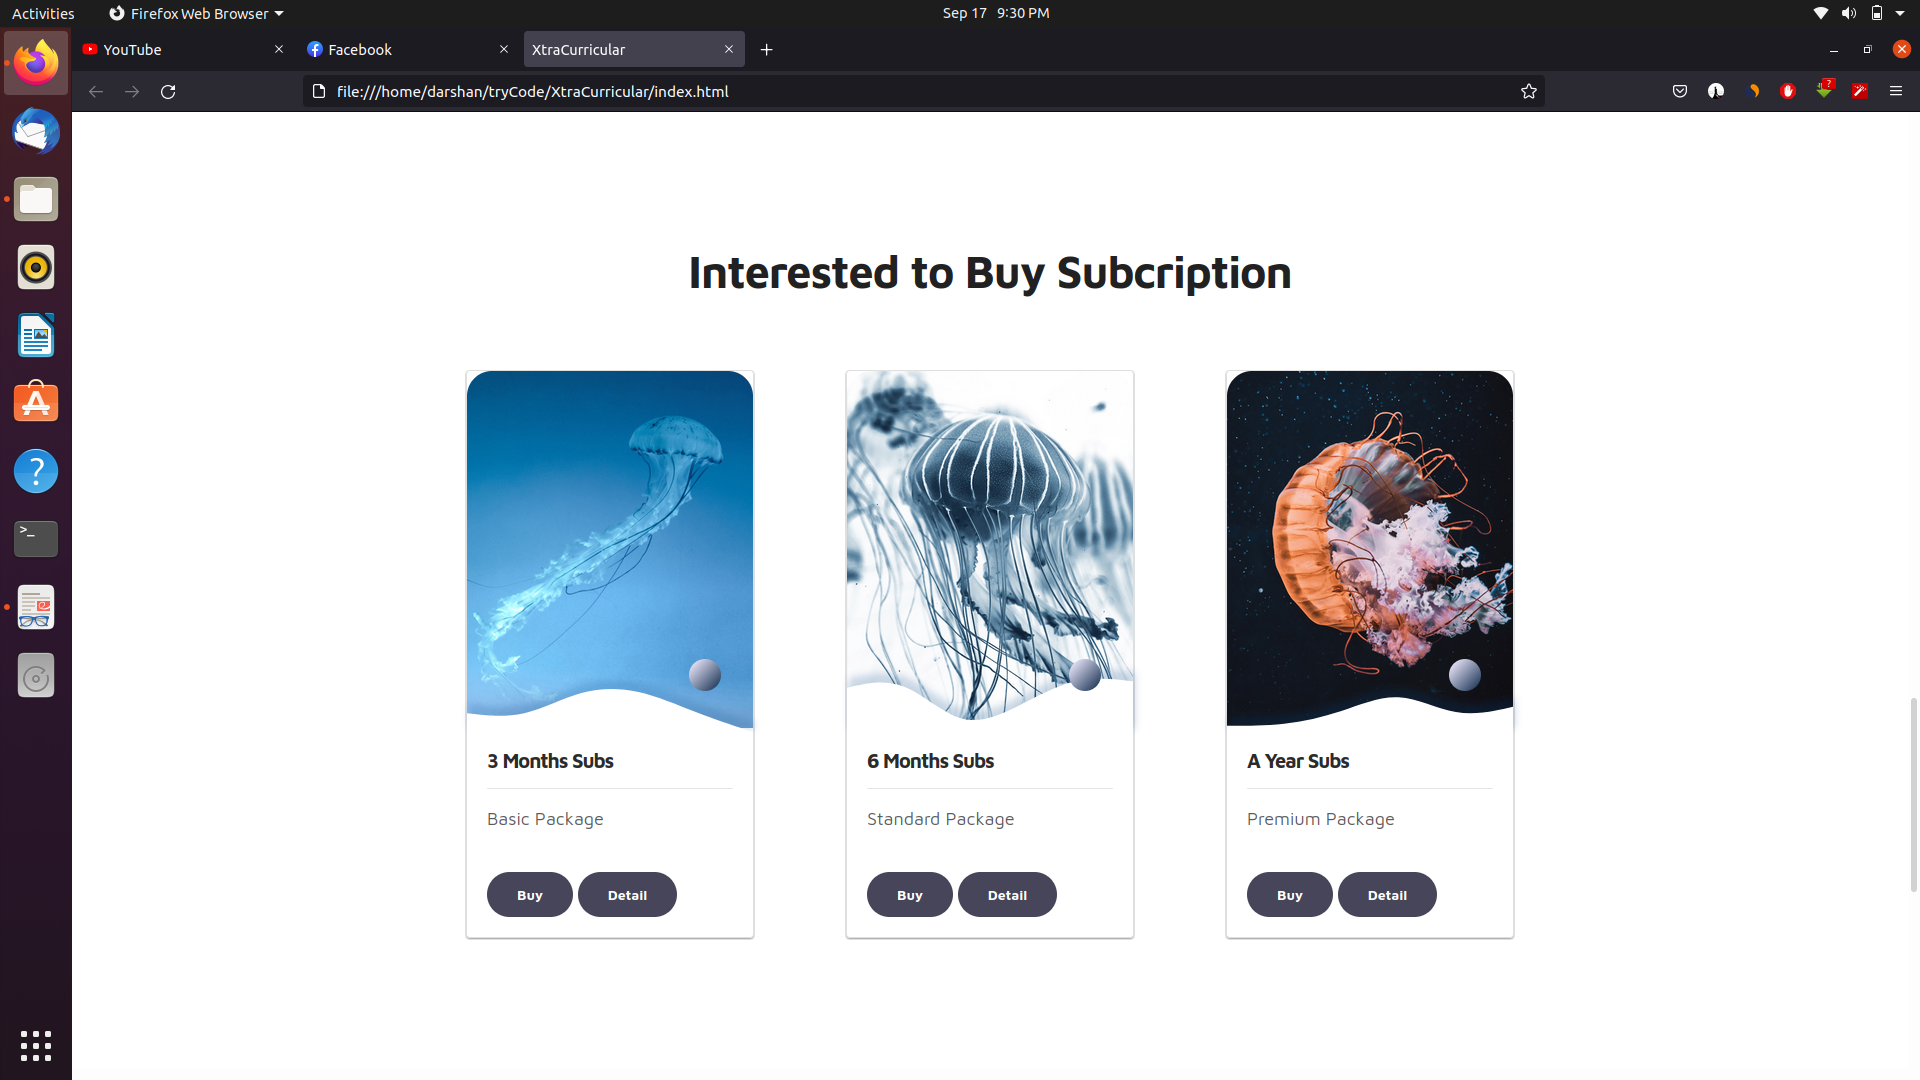 Activities Firefox Web Browser Sep 17 9:30 PM
YouTube Facebook XtraCurricular
file:///home/darshan/tryCode/XtraCurricular/index.html
?
Interested to Buy Subcription
3 Months Subs 6 Months Subs A Year Subs
Basic Package Standard Package Premium Package
Buy Detail Buy Detail Buy Detail
?
>_